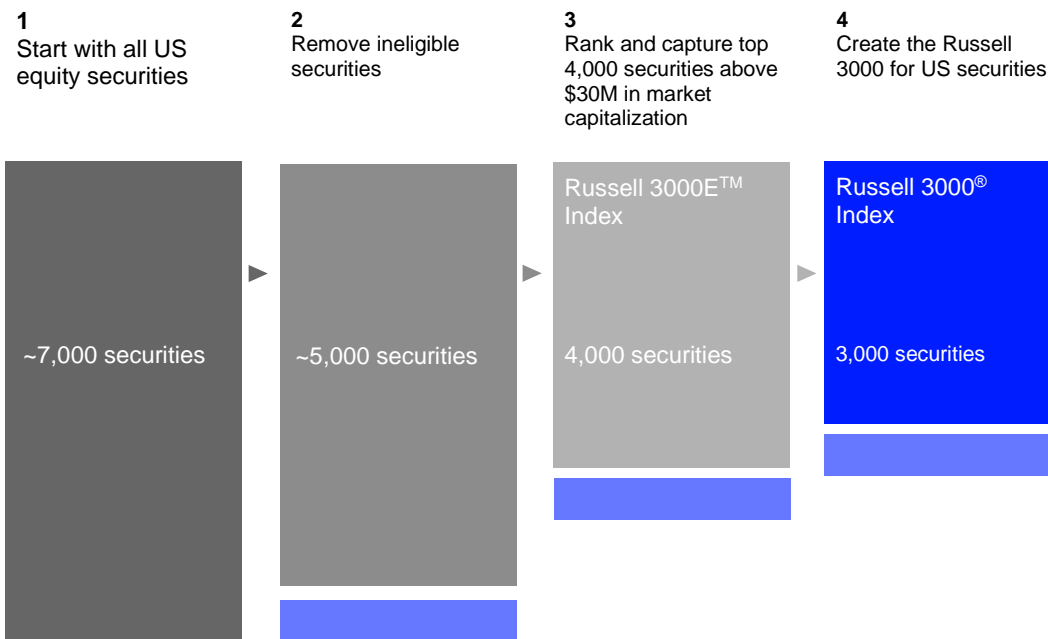 1
Start with all US
equity securities
2
Remove ineligible
securities
3
Rank and capture top
4,000 securities above
$30M in market
capitalization
4
Create the Russell
3000 for US securities
~7,000 securities
~5,000 securities
Russell 3000E™
Index
4,000 securities
Russell 3000®
Index
3,000 securities